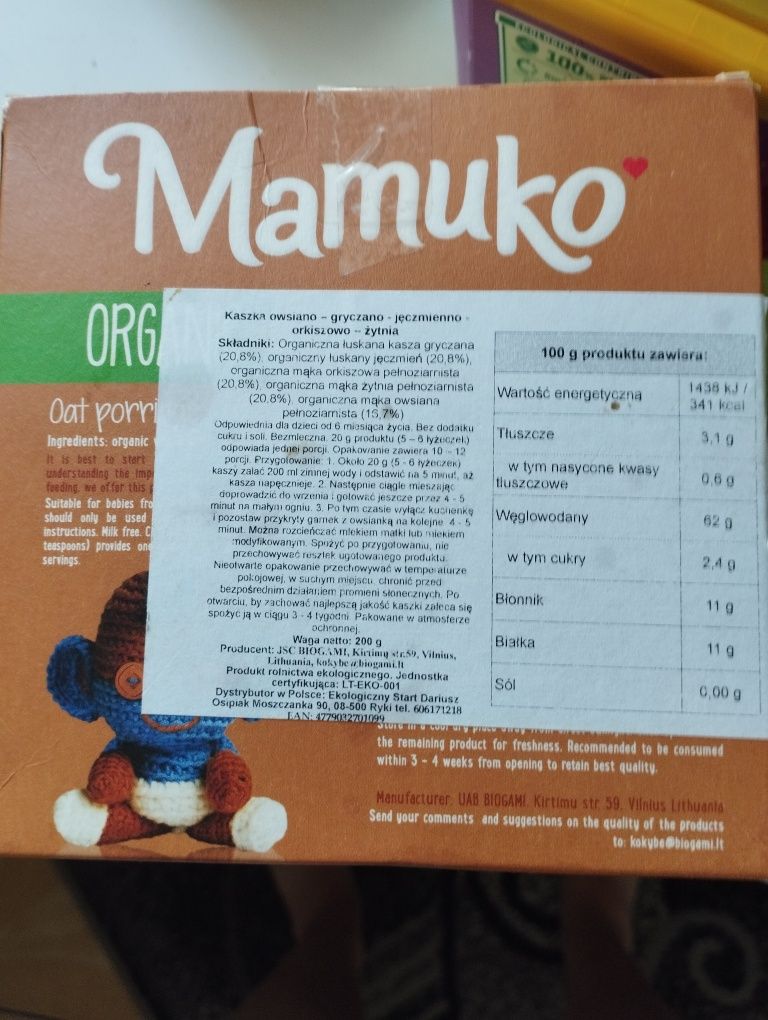 ECOLOGICAL
100
Mamuko
ORGA
Oat porri
Ingredients: organic
It is best to start
understanding the imp
feeding, we offer this p
Suitable for babies fro
should only be used
instructions. Milk free. C
teaspoons) provides one
servings.
Kaszka owsiano – gryczano - jęczmienno -
orkiszowo – żytnia
Składniki: Organiczna łuskana kasza gryczana
(20,8%), organiczny łuskany jęczmień (20,8%),
organiczna mąka orkiszowa pełnoziarnista
(20,8%), organiczna mąka żytnia pełnoziarnista
(20,8%), organiczna mąka owsiana
pełnoziarnista (16,7%)
Odpowiednia dla dzieci od 6 miesiąca życia. Bez dodatku
cukru i soli. Bezmleczna. 20 g produktu (5 – 6 łyżeczek)
odpowiada jednej porcji. Opakowanie zawiera 10 – 12
porcji. Przygotowanie: 1. Około 20 g (5 - 6 łyżeczek)
kaszy zalać 200 ml zimnej wody i odstawić na 5 minut, aż
kasza napęcznieje. 2. Następnie ciągle mieszając
doprowadzić do wrzenia i gotować jeszcze przez 4 - 5
minut na małym ogniu. 3. Po tym czasie wyłącz kuchenkę
i pozostaw przykryty garnek z owsianką na kolejne 4 - 5
minut. Można rozcieńczać mlekiem matki lub mlekiem
modyfikowanym. Spożyć po przygotowaniu, nie
przechowywać resztek ugotowanego produktu.
Nieotwarte opakowanie przechowywać w temperaturze
pokojowej, w suchym miejscu, chronić przed
bezpośrednim działaniem promieni słonecznych. Po
otwarciu, by zachować najlepszą jakość kaszki zaleca się
spożyć ją w ciągu 3 - 4 tygodni. Pakowane w atmosferze
ochronnej.
Waga netto: 200 g
Producent: JSC BIOGAMI, Kirtimų str.59, Vilnius,
Lithuania, kokybe@biogami.lt
Produkt rolnictwa ekologicznego. Jednostka
certyfikująca: LT-EKO-001
Dystrybutor w Polsce: Ekologiczny Start Dariusz
Osipiak Moszczanka 90, 08-500 Ryki tel. 606171218
EAN: 4779032701099
100 g produktu zawiera:
Wartość energetyczna 1438 kJ /
341 kcal
Tłuszcze 3,1 g
w tym nasycone kwasy
tłuszczowe 0,6 g
Węglowodany 62 g
w tym cukry 2,4 g
Błonnik 11 g
Białka 11 g
Sól 0,00 g
Store in a cool dry place away from
the remaining product for freshness. Recommended to be consumed
within 3 - 4 weeks from opening to retain best quality.
Manufacturer: UAB BIOGAMI. Kirtimu str. 59. Vilnius Lithuania
Send your comments and suggestions on the quality of the products
to: kokybe@biogami.lt